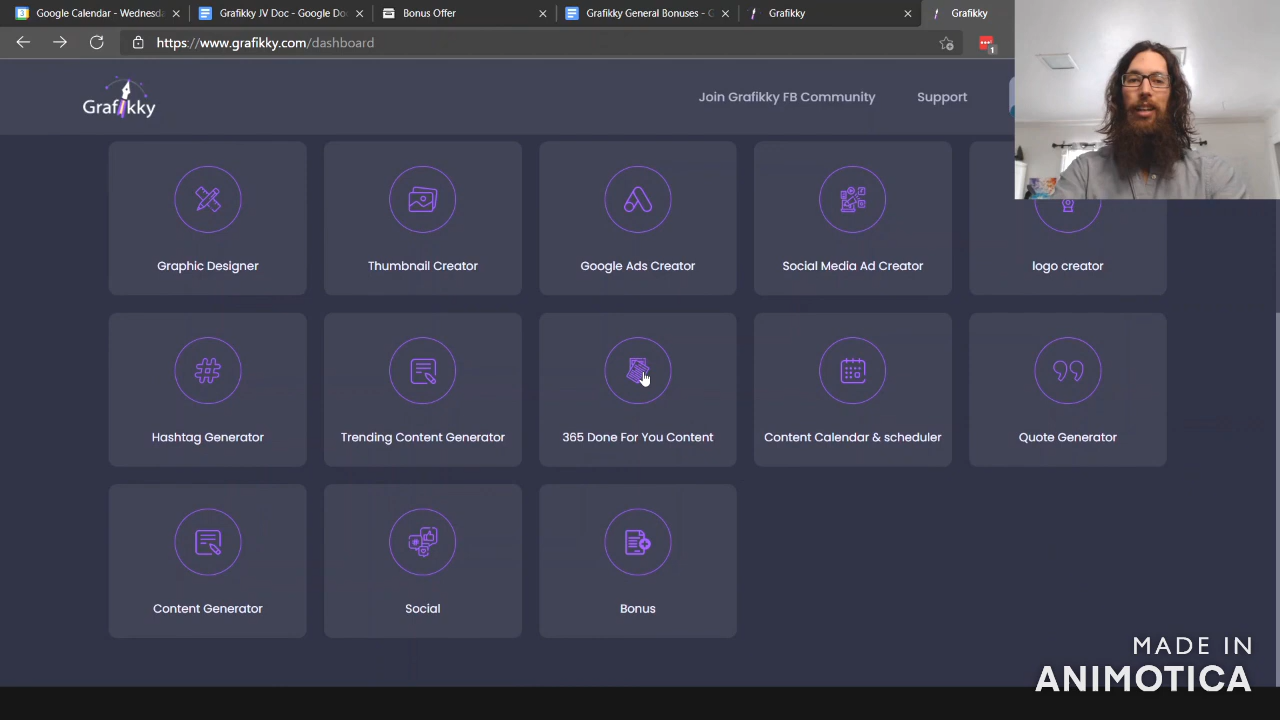 Google Calendar - Wednesda
Grafikky JV Doc - Google Do
Bonus Offer
Grafikky General Bonuses - G
Grafikky
Grafikky
https://www.grafikky.com/dashboard
1
Grafikky
Join Grafikky FB Community
Support
Graphic Designer
Thumbnail Creator
Google Ads Creator
Social Media Ad Creator
logo creator
Hashtag Generator
Trending Content Generator
365 Done For You Content
Content Calendar & scheduler
Quote Generator
Content Generator
Social
Bonus
MADE IN
ANIMOTICA